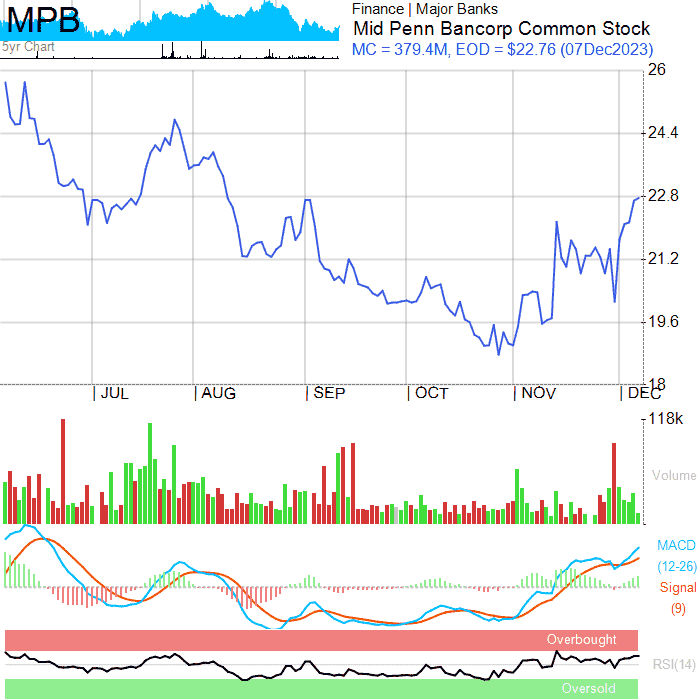 MPB
5yr Chart
Finance | Major Banks
Mid Penn Bancorp Common Stock
MC = 379.4M, EOD = $22.76 (07Dec2023)
26
24.4
22.8
21.2
19.6
18
JUL
AUG
SEP
OCT
NOV
DEC
118k
Volume
MACD
(12-26)
Signal
(9)
Overbought
RSI(14)
Oversold